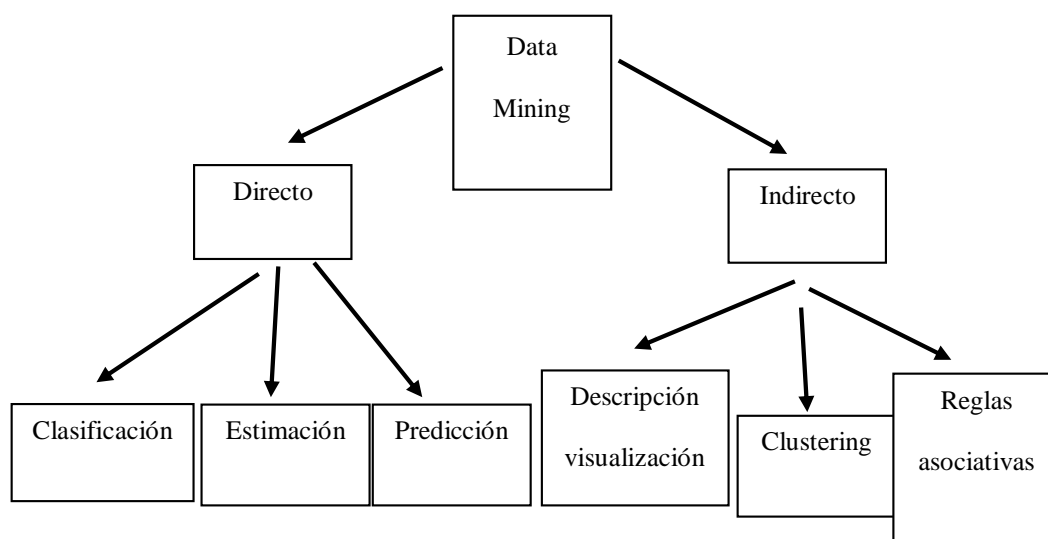 Data
Mining
Directo
Indirecto
Clasificación
Estimación
Predicción
Descripción
visualización
Clustering
Reglas
asociativas